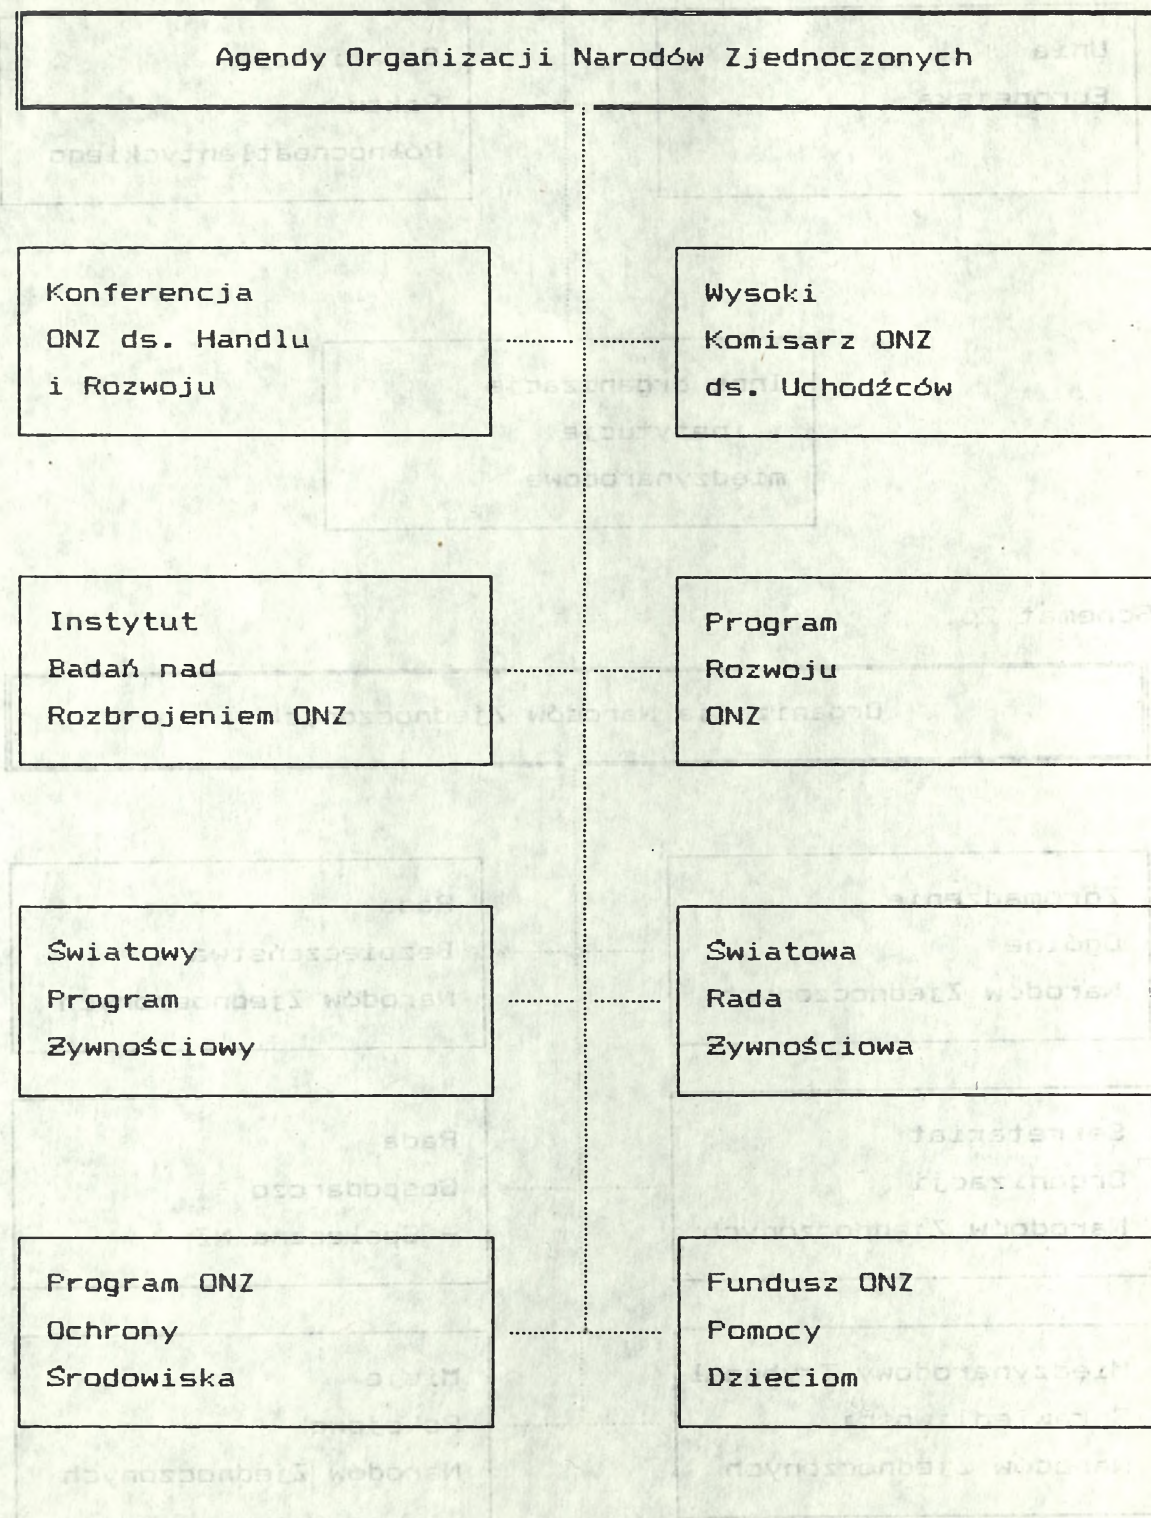 Agendy Organizacji Narodów Zjednoczonych
Konferencja
ONZ ds. Handlu
i Rozwoju
Wysoki
Komisarz ONZ
ds. Uchodźców
Instytut
Badań nad
Rozbrojeniem ONZ
Program
Rozwoju
ONZ
Światowy
Program
Żywnościowy
Światowa
Rada
Żywnościowa
Program ONZ
Ochrony
Środowiska
Fundusz ONZ
Pomocy
Dzieciom